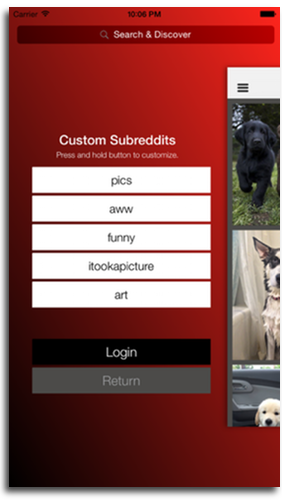 Carrier 10:06 PM
Search & Discover
Custom Subreddits
Press and hold button to customize.
pics
aww
funny
itookapicture
art
Login
Return